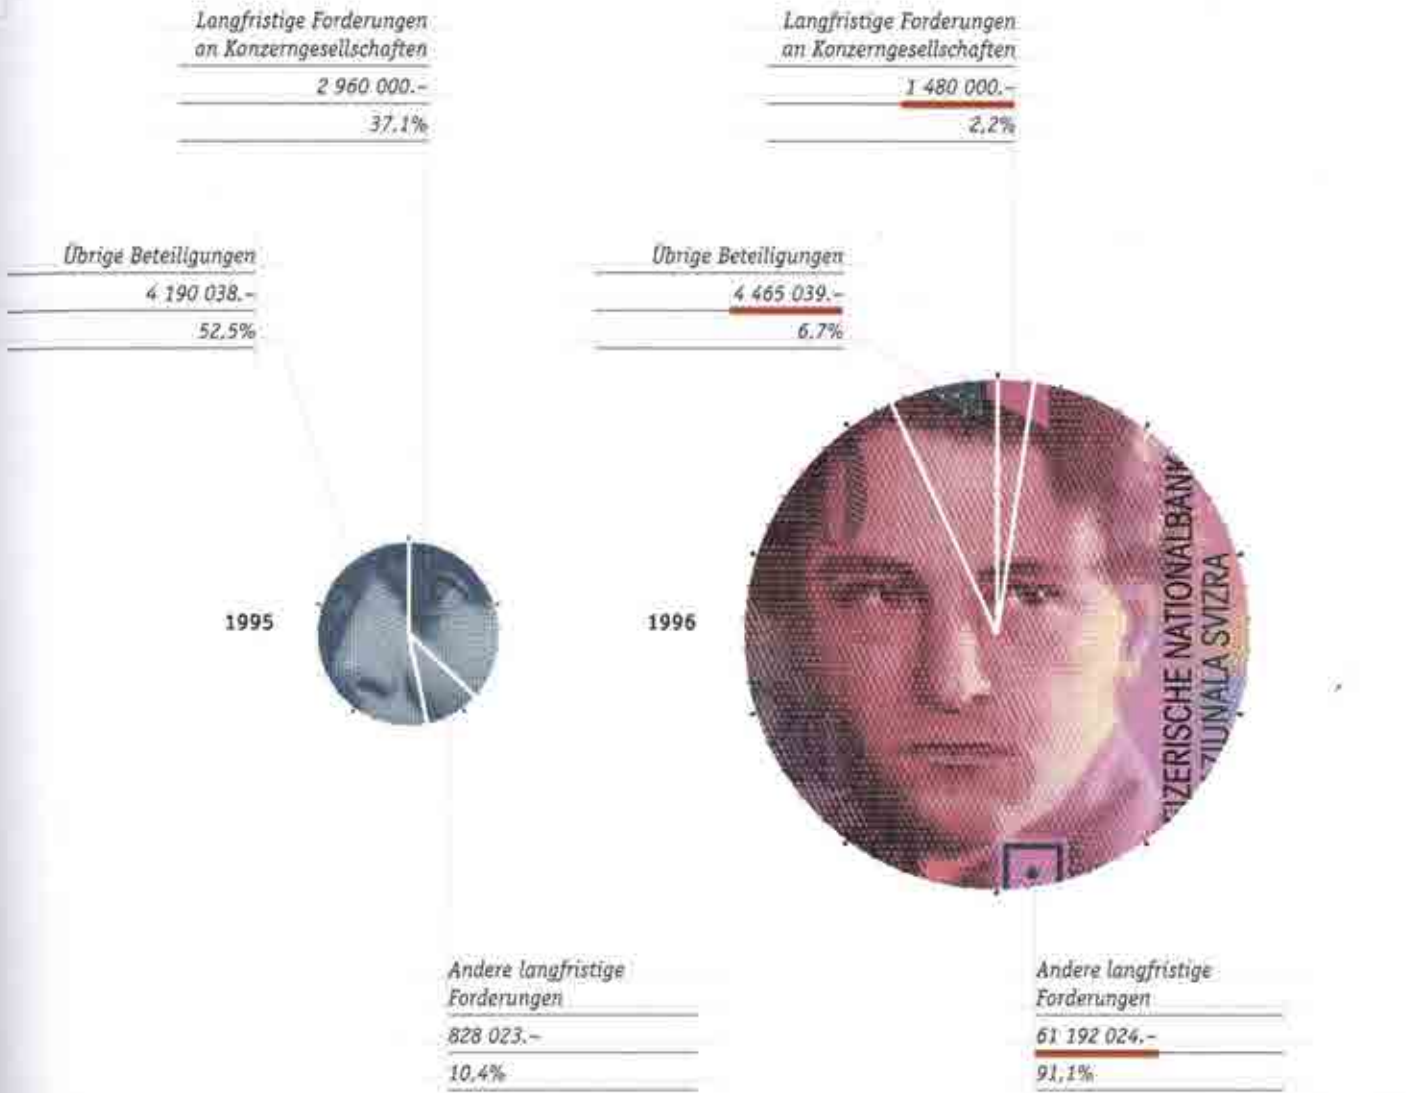 Langfristige Forderungen
an Konzerngesellschaften
2 960 000.–
37,1%
Langfristige Forderungen
an Konzerngesellschaften
1 480 000.–
2,2%
Übrige Beteiligungen
4 190 038.–
52,5%
Übrige Beteiligungen
4 465 039.–
6,7%
1995
1996
EIZERISCHE NATIONALBANK
ZIUNALA SVIZRA
Andere langfristige
Forderungen
828 023.–
10,4%
Andere langfristige
Forderungen
61 192 024.–
91,1%